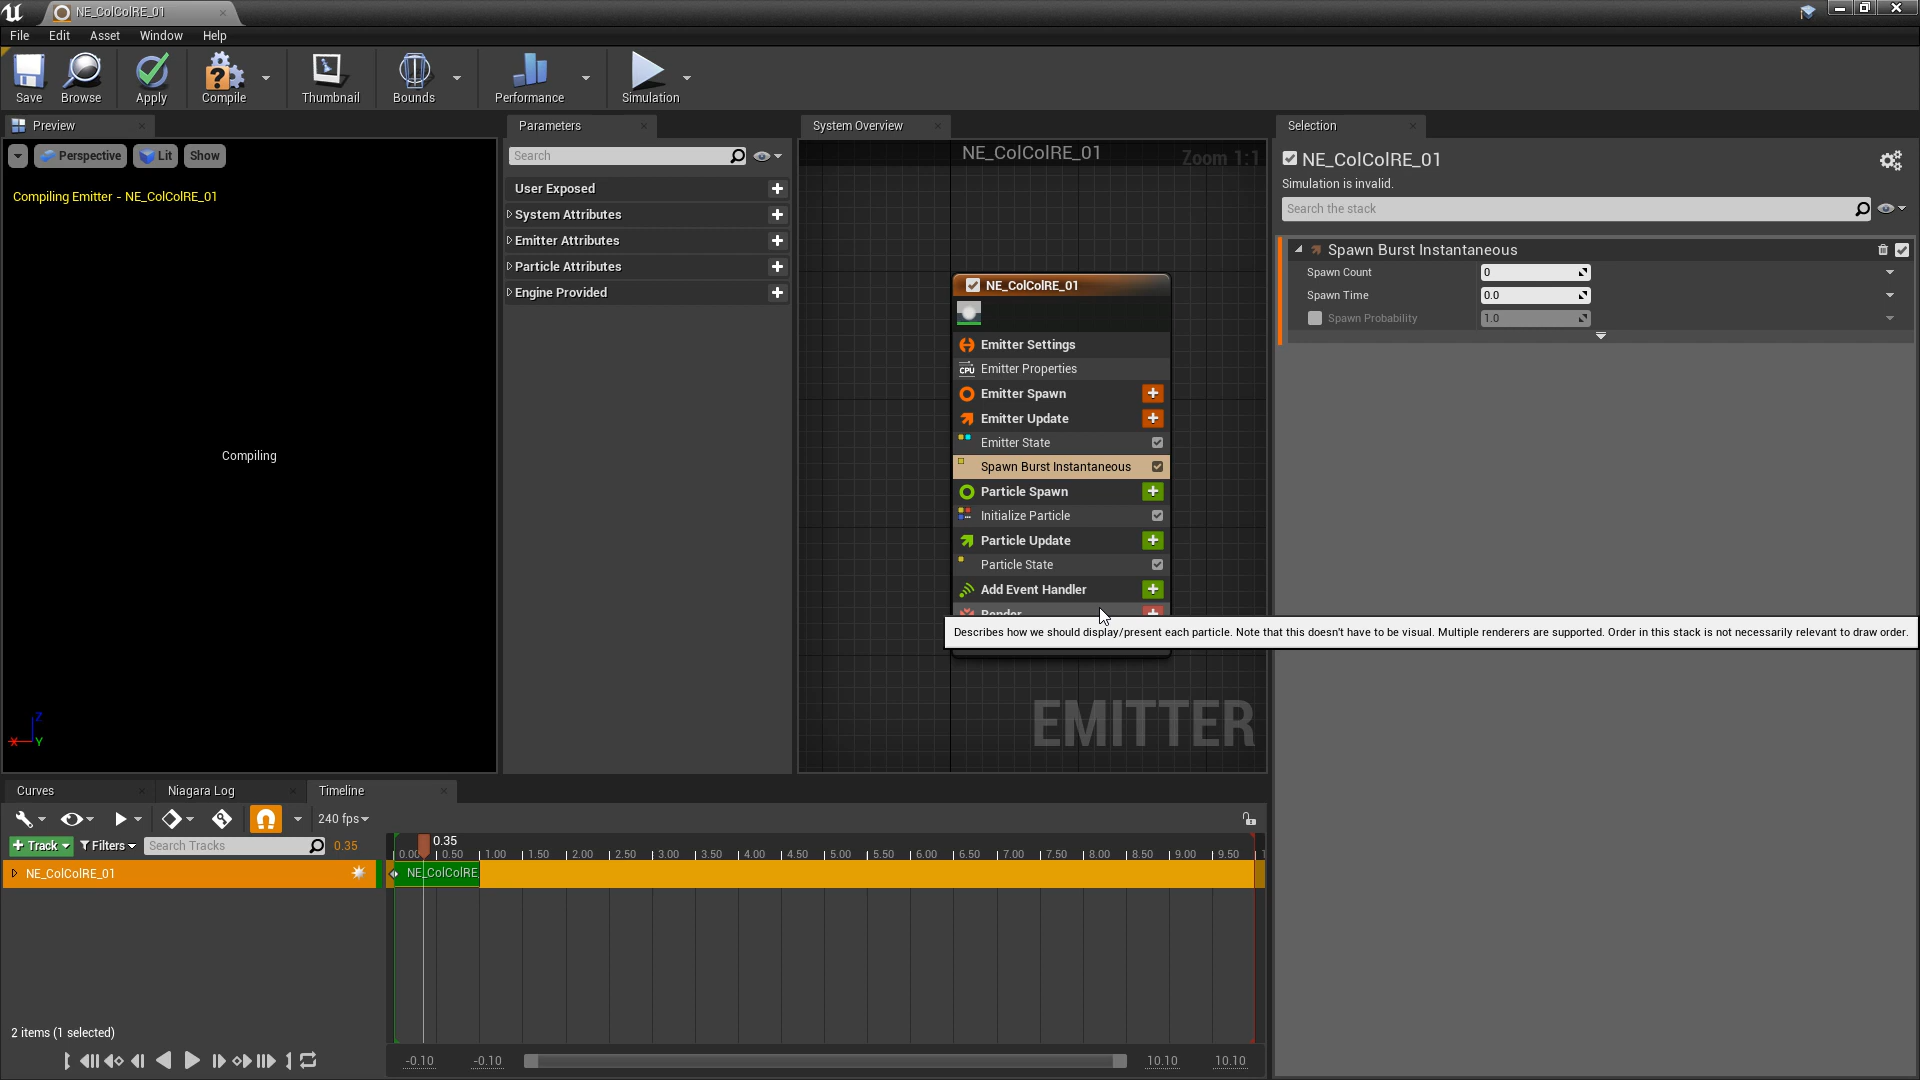 NE_ColColRE_01
File Edit Asset Window Help
Save Browse Apply Compile Thumbnail Bounds Performance Simulation
Preview
Perspective Lit Show
Compiling Emitter - NE_ColColRE_01
Compiling
Z
X Y
Parameters
Search
User Exposed
System Attributes
Emitter Attributes
Particle Attributes
Engine Provided
System Overview
NE_ColColRE_01 Zoom 1:1
NE_ColColRE_01
Emitter Settings
CPU Emitter Properties
Emitter Spawn
Emitter Update
Emitter State
Spawn Burst Instantaneous
Particle Spawn
Initialize Particle
Particle Update
Particle State
Add Event Handler
Render
Describes how we should display/present each particle. Note that this doesn't have to be visual. Multiple renderers are supported. Order in this stack is not necessarily relevant to draw order.
EMITTER
Selection
NE_ColColRE_01
Simulation is invalid.
Search the stack
Spawn Burst Instantaneous
Spawn Count 0
Spawn Time 0.0
Spawn Probability 1.0
Curves Niagara Log Timeline
240 fps
+ Track Filters Search Tracks 0.35
0.35
0.00 0.50 1.00 1.50 2.00 2.50 3.00 3.50 4.00 4.50 5.00 5.50 6.00 6.50 7.00 7.50 8.00 8.50 9.00 9.50 1
NE_ColColRE_01 NE_ColColRE
2 items (1 selected)
-0.10 -0.10 10.10 10.10